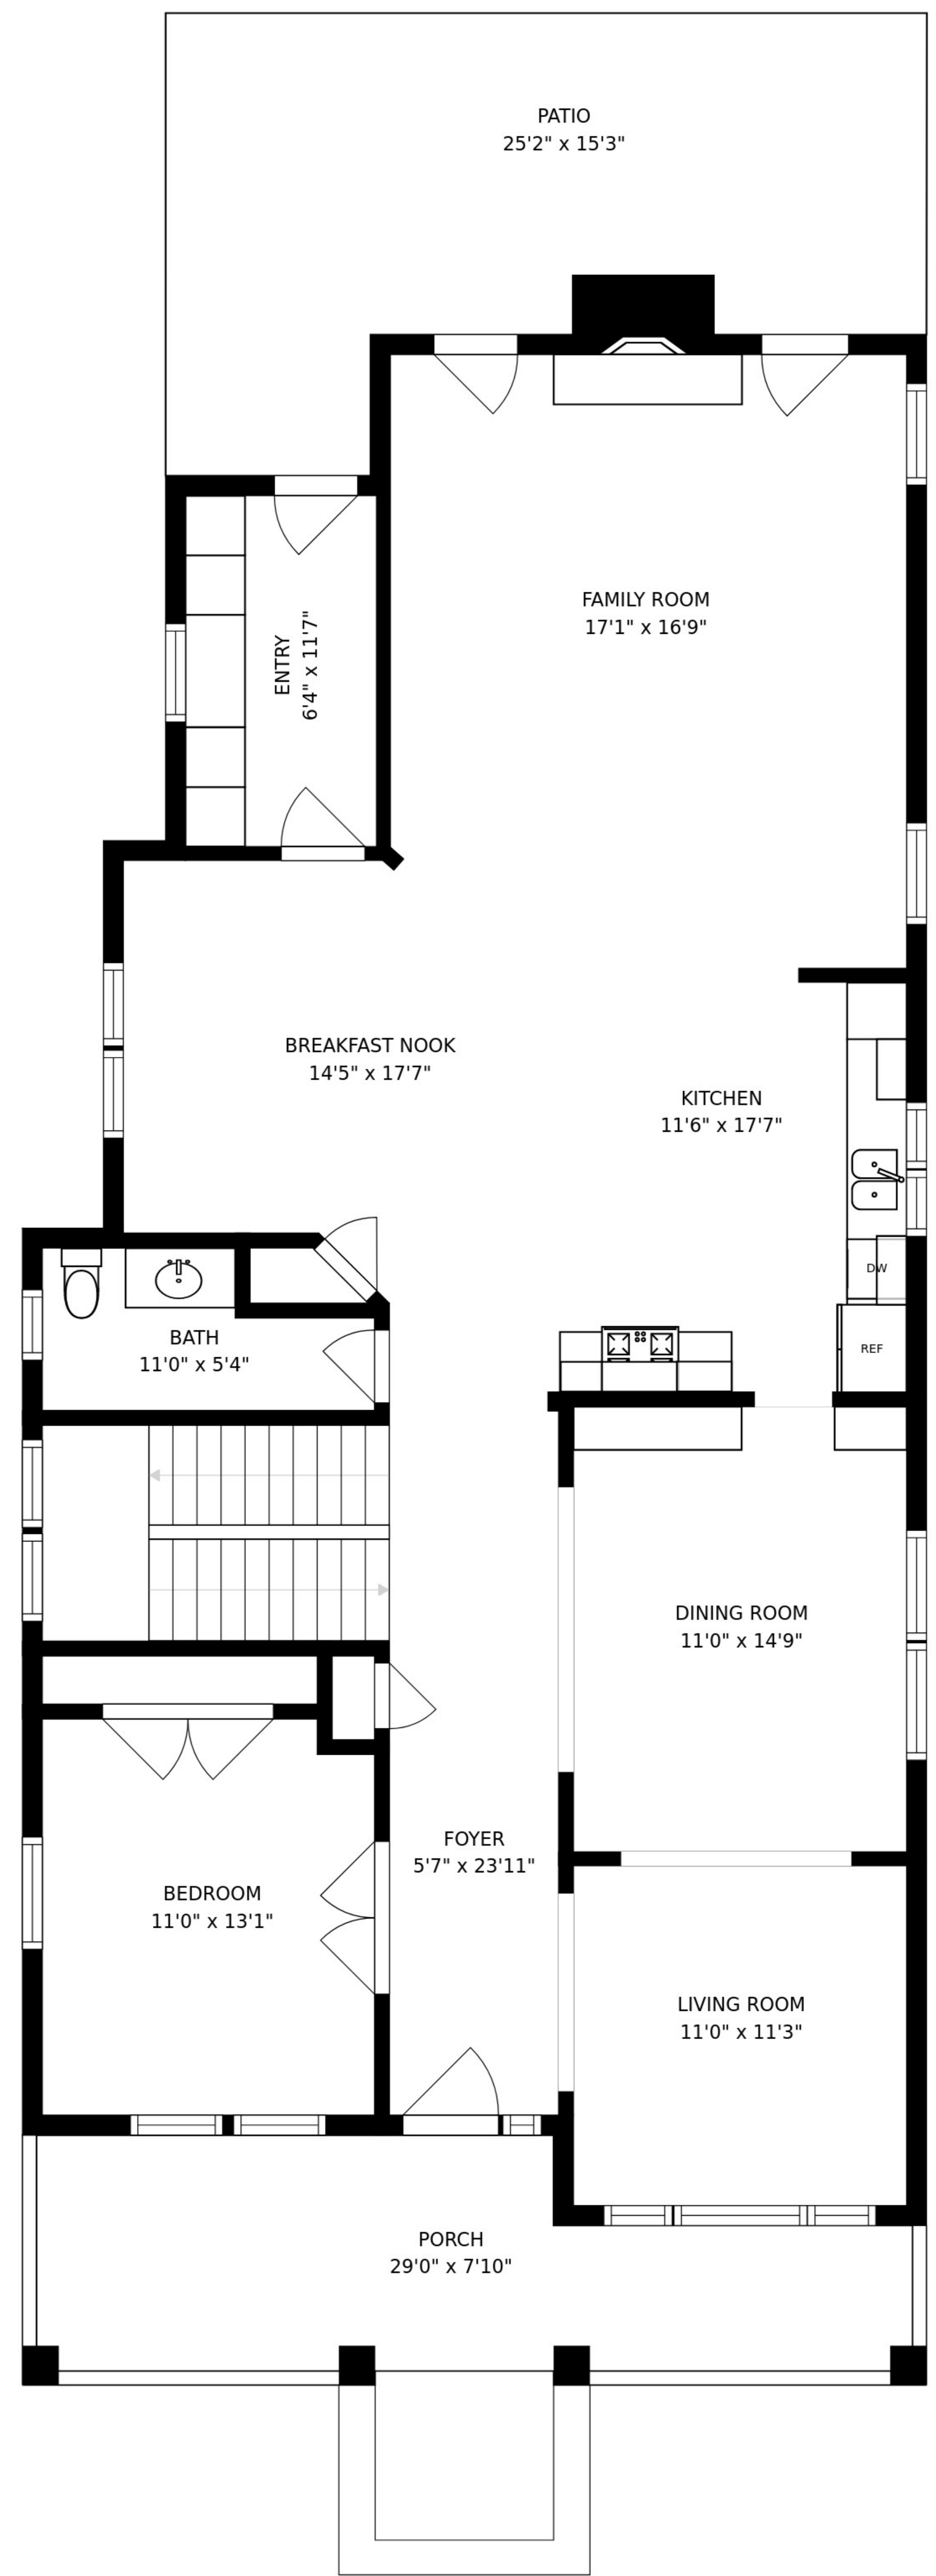 PATIO
25'2" x 15'3"
FAMILY ROOM
17'1" x 16'9"
ENTRY
6'4" x 11'7"
BREAKFAST NOOK
14'5" x 17'7"
KITCHEN
11'6" x 17'7"
DW
REF
BATH
11'0" x 5'4"
DINING ROOM
11'0" x 14'9"
FOYER
5'7" x 23'11"
BEDROOM
11'0" x 13'1"
LIVING ROOM
11'0" x 11'3"
PORCH
29'0" x 7'10"